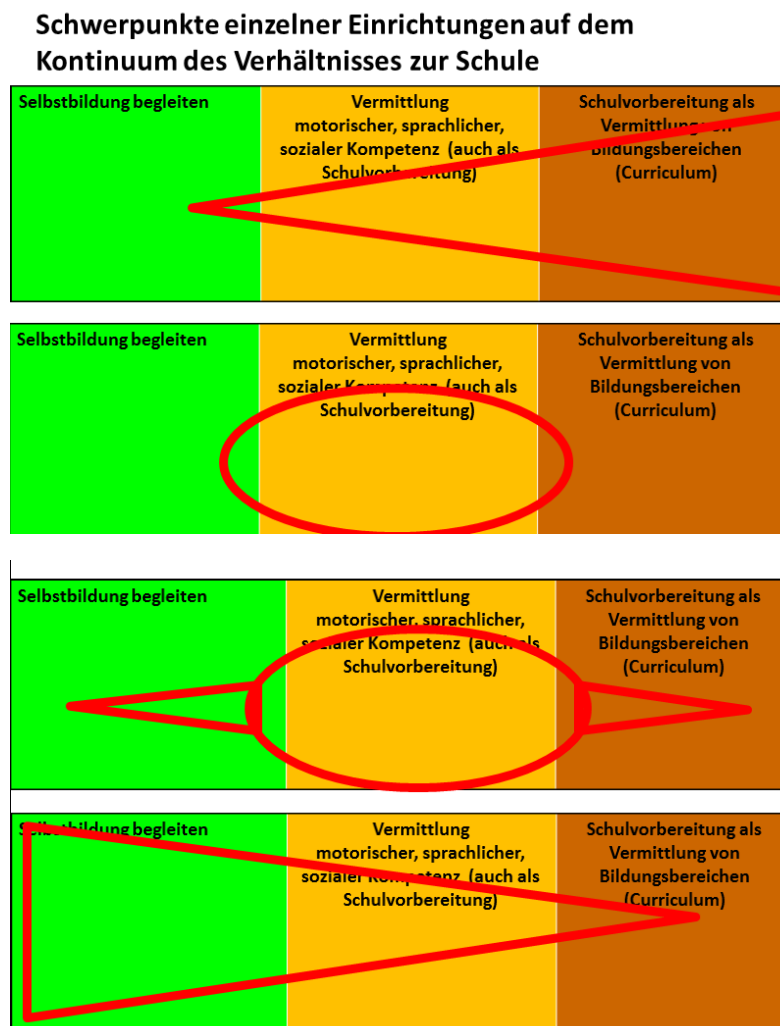 Schwerpunkte einzelner Einrichtungen auf dem
Kontinuum des Verhältnisses zur Schule
Selbstbildung begleiten
Vermittlung
motorischer, sprachlicher,
sozialer Kompetenz (auch als
Schulvorbereitung)
Schulvorbereitung als
Vermittlung von
Bildungsbereichen
(Curriculum)
Selbstbildung begleiten
Vermittlung
motorischer, sprachlicher,
sozialer Kompetenz (auch als
Schulvorbereitung)
Schulvorbereitung als
Vermittlung von
Bildungsbereichen
(Curriculum)
Selbstbildung begleiten
Vermittlung
motorischer, sprachlicher,
sozialer Kompetenz (auch als
Schulvorbereitung)
Schulvorbereitung als
Vermittlung von
Bildungsbereichen
(Curriculum)
Selbstbildung begleiten
Vermittlung
motorischer, sprachlicher,
sozialer Kompetenz (auch als
Schulvorbereitung)
Schulvorbereitung als
Vermittlung von
Bildungsbereichen
(Curriculum)